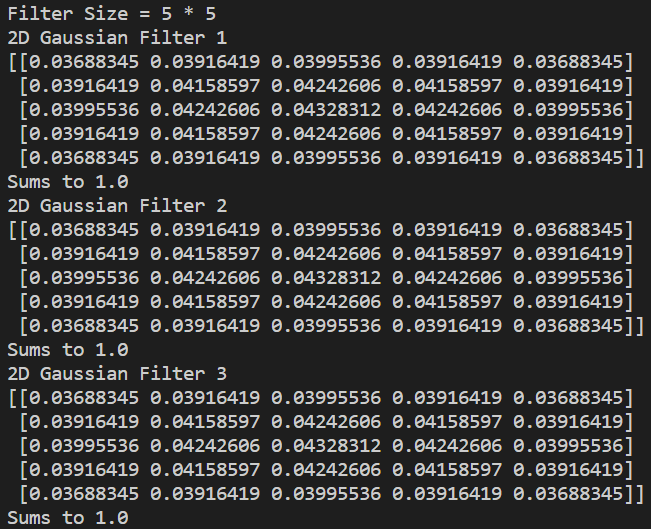 Filter Size = 5 * 5
2D Gaussian Filter 1
[[0.03688345 0.03916419 0.03995536 0.03916419 0.03688345]
 [0.03916419 0.04158597 0.04242606 0.04158597 0.03916419]
 [0.03995536 0.04242606 0.04328312 0.04242606 0.03995536]
 [0.03916419 0.04158597 0.04242606 0.04158597 0.03916419]
 [0.03688345 0.03916419 0.03995536 0.03916419 0.03688345]]
Sums to 1.0
2D Gaussian Filter 2
[[0.03688345 0.03916419 0.03995536 0.03916419 0.03688345]
 [0.03916419 0.04158597 0.04242606 0.04158597 0.03916419]
 [0.03995536 0.04242606 0.04328312 0.04242606 0.03995536]
 [0.03916419 0.04158597 0.04242606 0.04158597 0.03916419]
 [0.03688345 0.03916419 0.03995536 0.03916419 0.03688345]]
Sums to 1.0
2D Gaussian Filter 3
[[0.03688345 0.03916419 0.03995536 0.03916419 0.03688345]
 [0.03916419 0.04158597 0.04242606 0.04158597 0.03916419]
 [0.03995536 0.04242606 0.04328312 0.04242606 0.03995536]
 [0.03916419 0.04158597 0.04242606 0.04158597 0.03916419]
 [0.03688345 0.03916419 0.03995536 0.03916419 0.03688345]]
Sums to 1.0